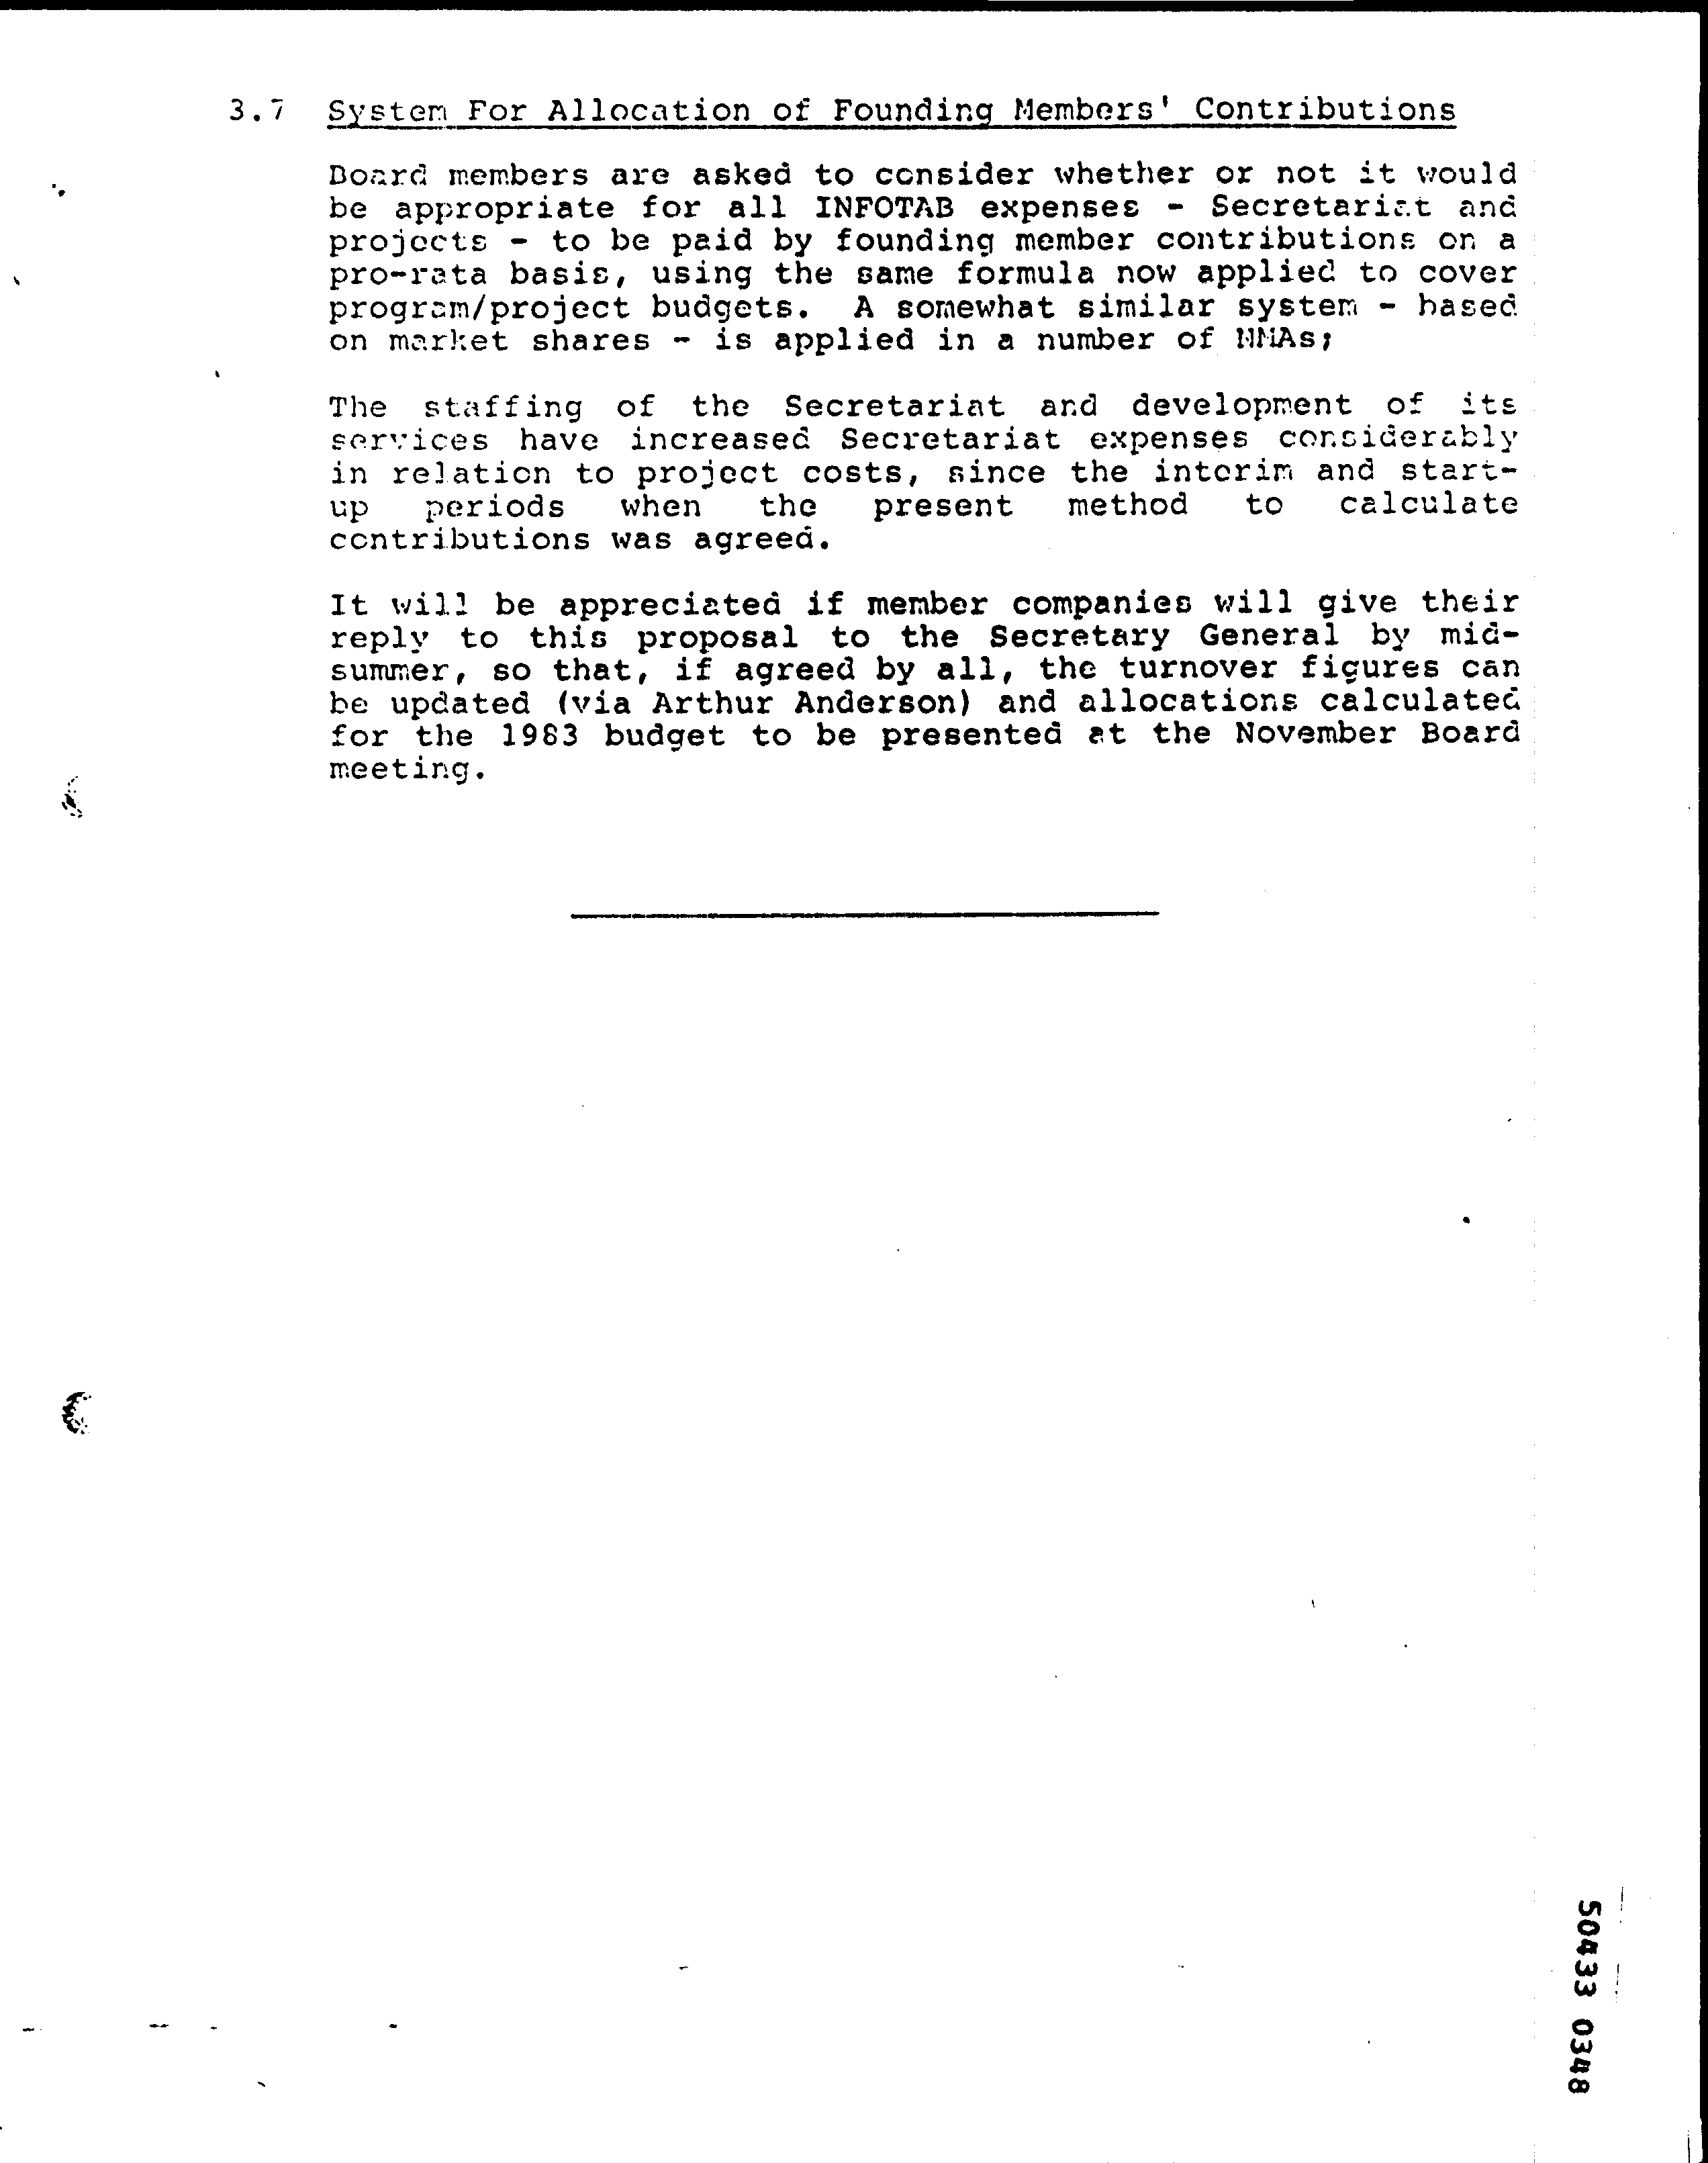 3.7 System For Allocation of Founding Members' Contributions
Board members are asked to consider whether or not it would
be appropriate for all INFOTAB expenses - Secretariat and
projects - to be paid by founding member contributions on a
pro-rata basis, using the same formula now applied to cover
program/project budgets. A somewhat similar system - based
on market shares - is applied in a number of NMAs;
The staffing of the Secretariat and development of its
services have increased Secretariat expenses considerably
in relation to project costs, since the interim and start-
up periods when the present method to calculate
contributions was agreed.
It will be appreciated if member companies will give their
reply to this proposal to the Secretary General by mid-
summer, so that, if agreed by all, the turnover figures can
be updated (via Arthur Anderson) and allocations calculated
for the 1983 budget to be presented at the November Board
meeting.
50433 0348